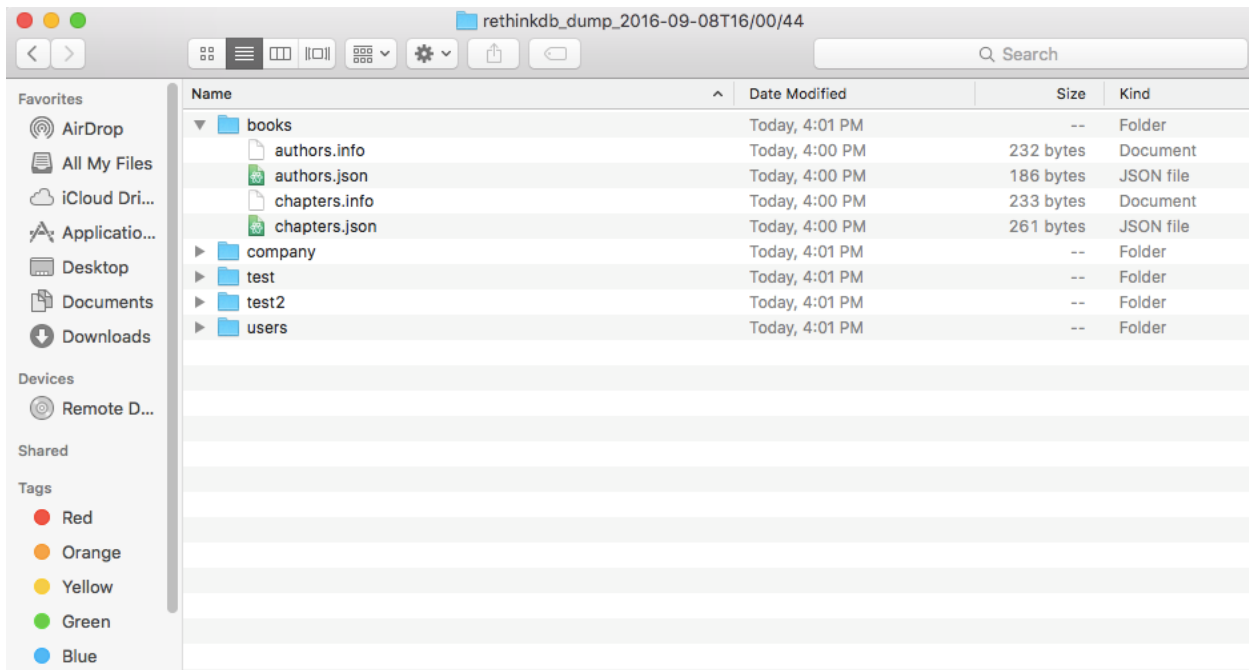 rethinkdb_dump_2016-09-08T16/00/44
Search
Favorites
AirDrop
All My Files
iCloud Dri...
Applicatio...
Desktop
Documents
Downloads
Devices
Remote D...
Shared
Tags
Red
Orange
Yellow
Green
Blue
Name Date Modified Size Kind
books Today, 4:01 PM -- Folder
authors.info Today, 4:00 PM 232 bytes Document
authors.json Today, 4:00 PM 186 bytes JSON file
chapters.info Today, 4:00 PM 233 bytes Document
chapters.json Today, 4:00 PM 261 bytes JSON file
company Today, 4:01 PM -- Folder
test Today, 4:01 PM -- Folder
test2 Today, 4:01 PM -- Folder
users Today, 4:01 PM -- Folder